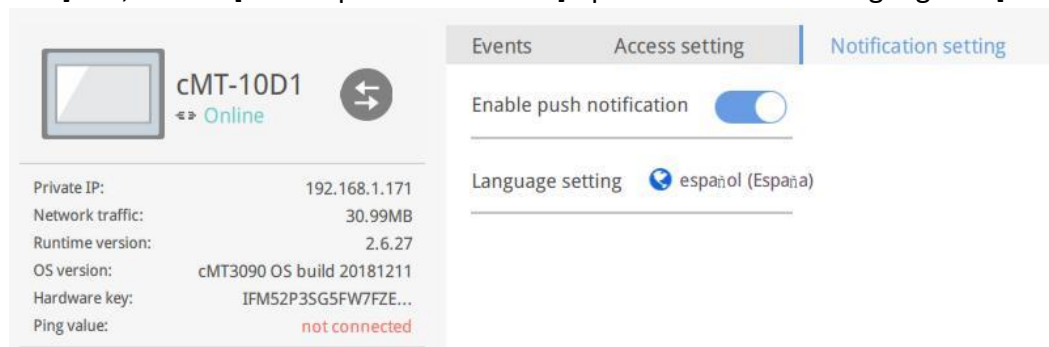 cMT-10D1
Online
Private IP: 192.168.1.171
Network traffic: 30.99MB
Runtime version: 2.6.27
OS version: cMT3090 OS build 20181211
Hardware key: IFM52P3SG5FW7FZE...
Ping value: not connected
Events Access setting Notification setting
Enable push notification
Language setting español (España)